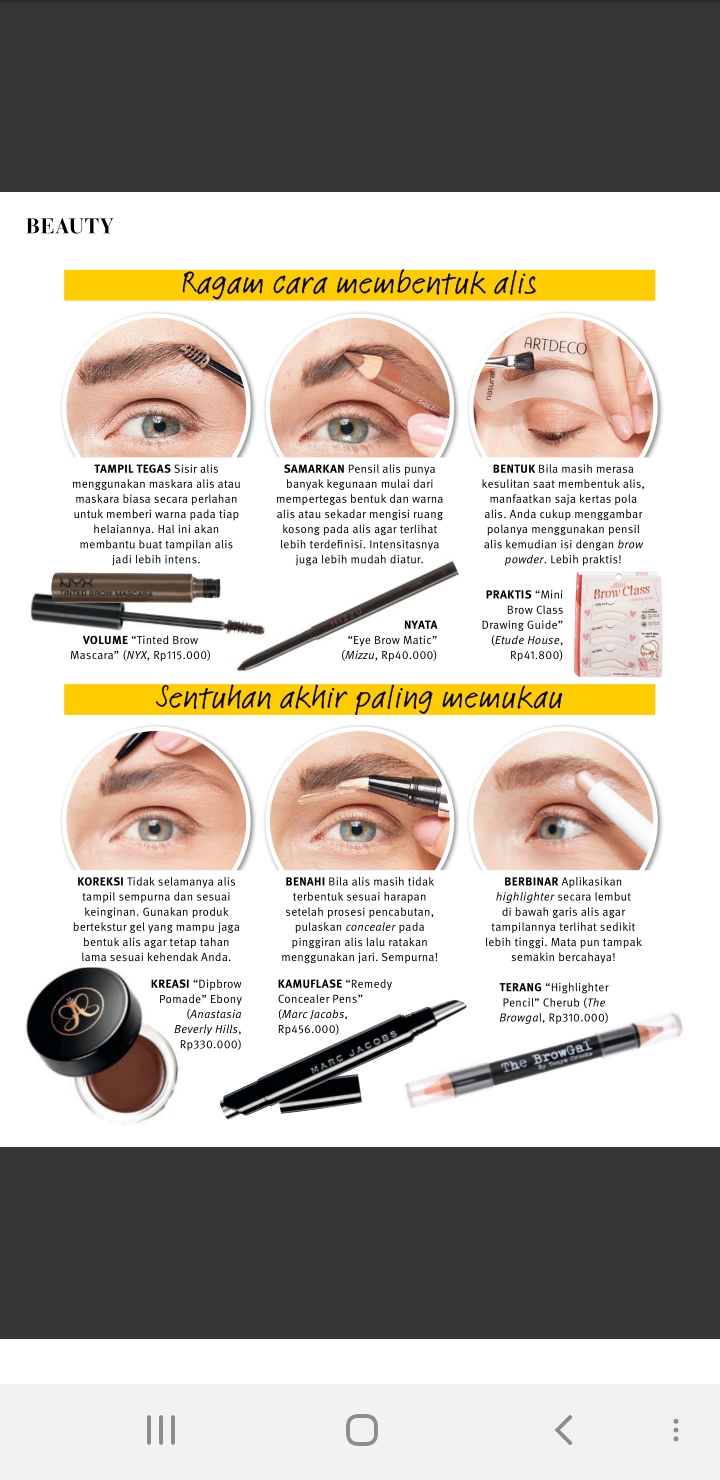 BEAUTY
Ragam cara membentuk alis
ARTDECO
natural
TAMPIL TEGAS Sisir alis
menggunakan maskara alis atau
maskara biasa secara perlahan
untuk memberi warna pada tiap
helaiannya. Hal ini akan
membantu buat tampilan alis
jadi lebih intens.
SAMARKAN Pensil alis punya
banyak kegunaan mulai dari
mempertegas bentuk dan warna
alis atau sekadar mengisi ruang
kosong pada alis agar terlihat
lebih terdefinisi. Intensitasnya
juga lebih mudah diatur.
BENTUK Bila masih merasa
kesulitan saat membentuk alis,
manfaatkan saja kertas pola
alis. Anda cukup menggambar
polanya menggunakan pensil
alis kemudian isi dengan brow
powder. Lebih praktis!
NYX
TINTED BROW MASCARA
VOLUME “Tinted Brow
Mascara” (NYX, Rp115.000)
MIZZU
NYATA
“Eye Brow Matic”
(Mizzu, Rp40.000)
PRAKTIS “Mini
Brow Class
Drawing Guide”
(Etude House,
Rp41.800)
Mini
Brow Class
Sentuhan akhir paling memukau
KOREKSI Tidak selamanya alis
tampil sempurna dan sesuai
keinginan. Gunakan produk
bertekstur gel yang mampu jaga
bentuk alis agar tetap tahan
lama sesuai kehendak Anda.
BENAHI Bila alis masih tidak
terbentuk sesuai harapan
setelah prosesi pencabutan,
pulaskan concealer pada
pinggiran alis lalu ratakan
menggunakan jari. Sempurna!
BERBINAR Aplikasikan
highlighter secara lembut
di bawah garis alis agar
tampilannya terlihat sedikit
lebih tinggi. Mata pun tampak
semakin bercahaya!
KREASI “Dipbrow
Pomade” Ebony
(Anastasia
Beverly Hills,
Rp330.000)
KAMUFLASE “Remedy
Concealer Pens”
(Marc Jacobs,
Rp456.000)
MARC JACOBS
TERANG “Highlighter
Pencil” Cherub (The
Browgal, Rp310.000)
The BrowGal
By Tonya Crooks